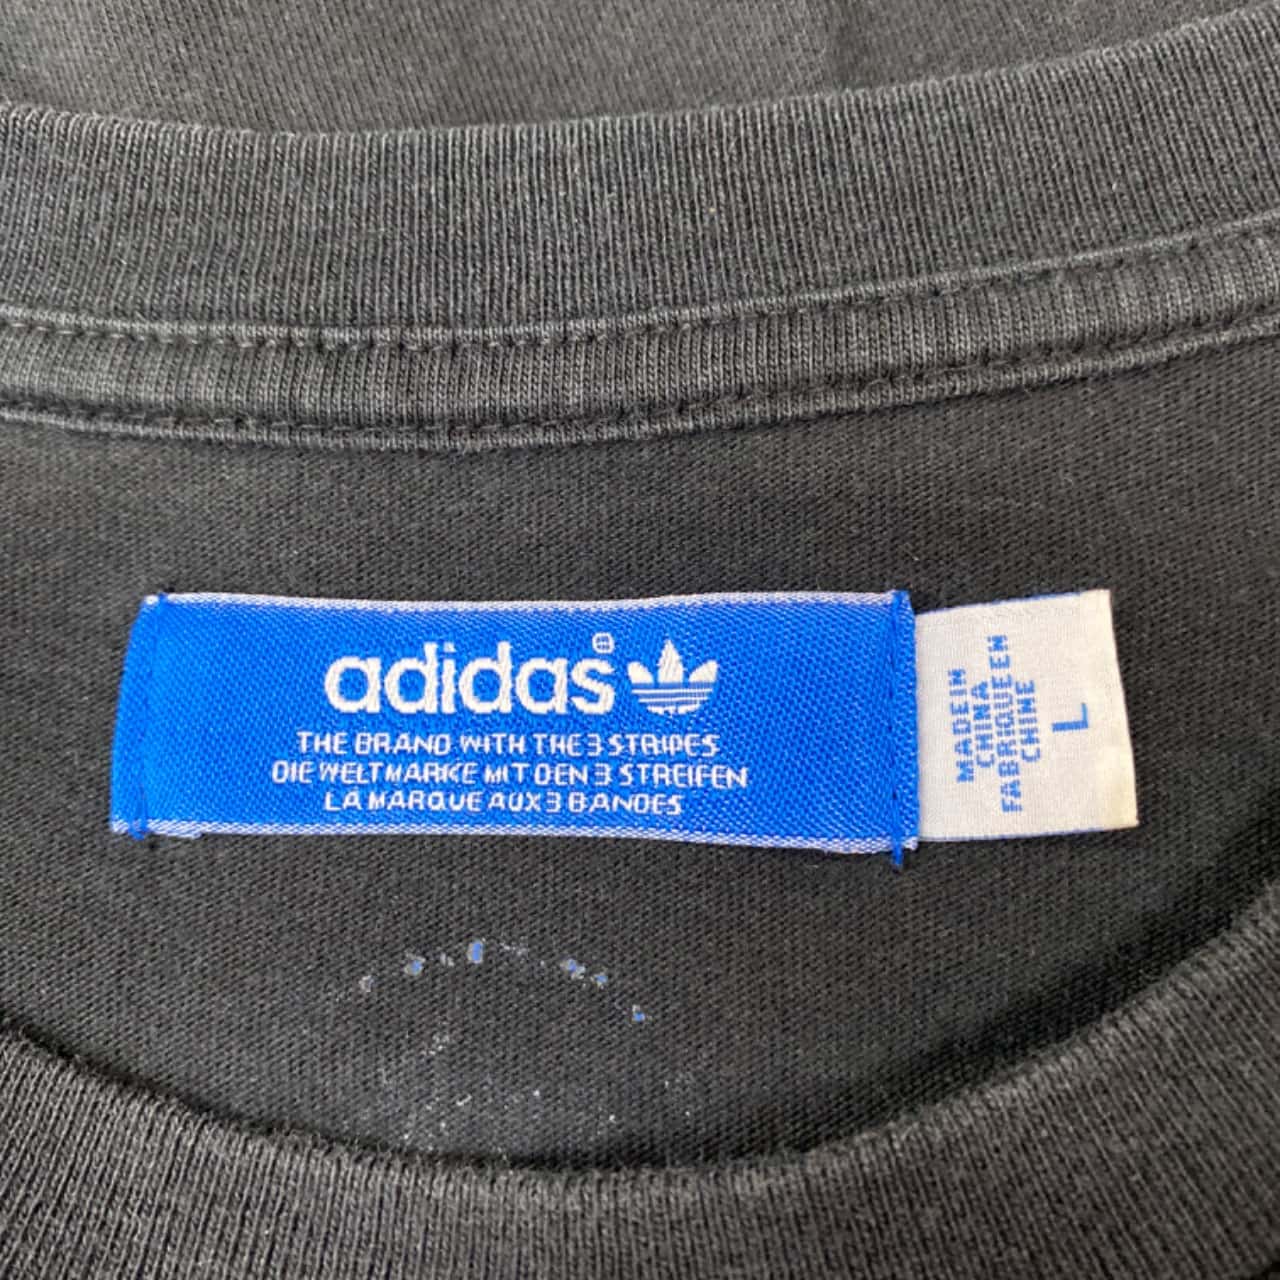 adidas®
THE BRAND WITH THE 3 STRIPES
DIE WELTMARKE MIT DEN 3 STREIFEN
LA MARQUE AUX 3 BANDES
MADE IN
CHINA
FABRIQUE EN
CHINE
L